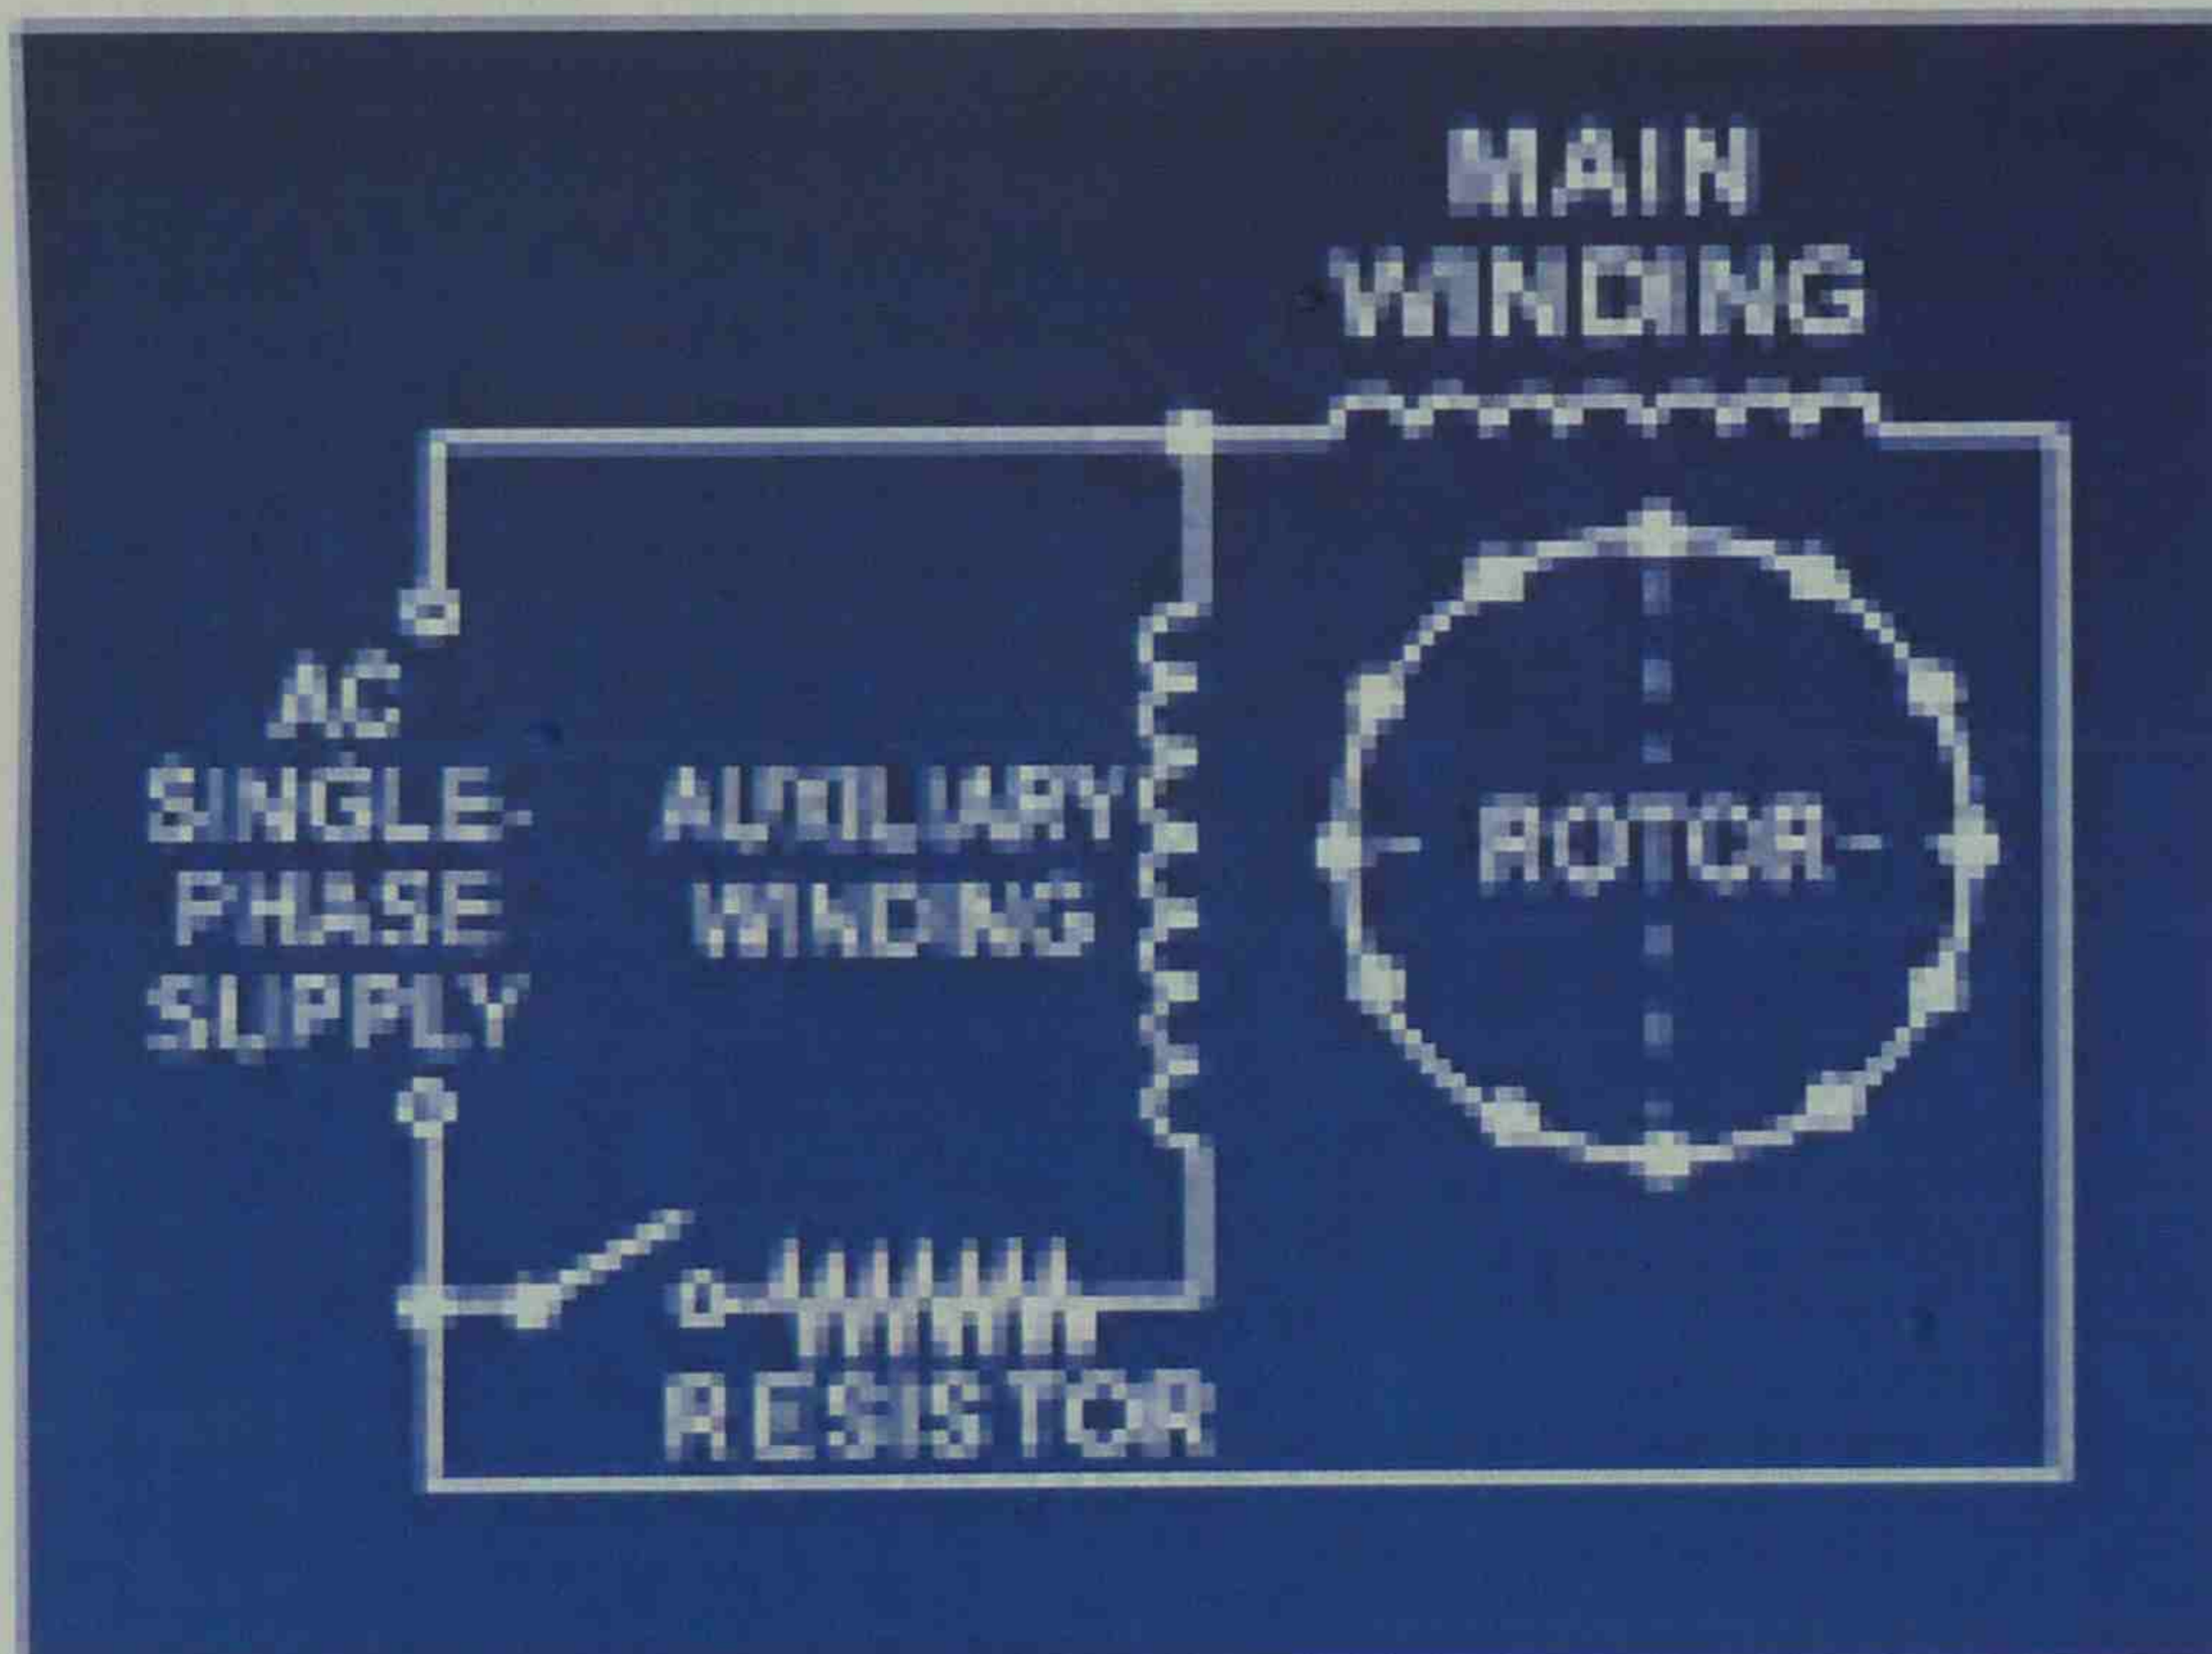 MAIN
WINDING
AC
SINGLE-
PHASE
SUPPLY
AUXILIARY
WINDING
ROTOR
RESISTOR